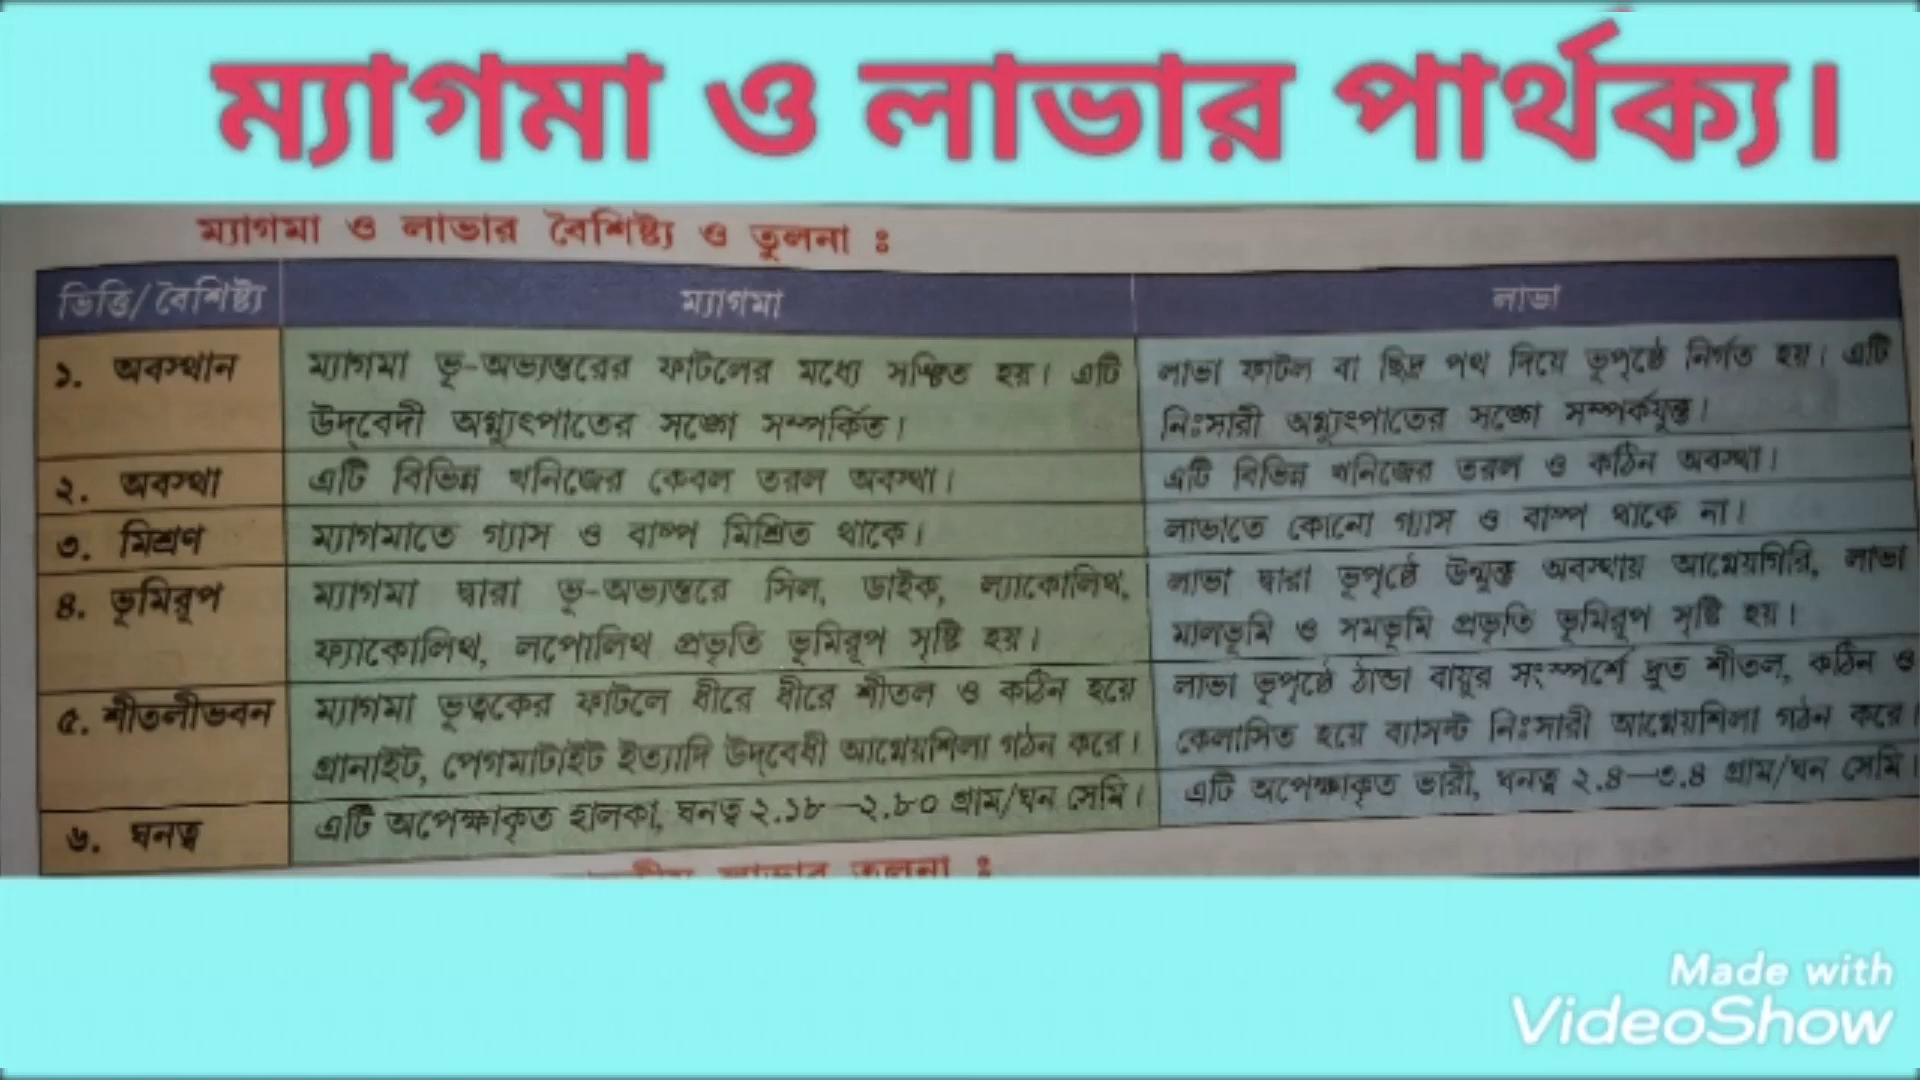 ম্যাগমা ও লাভার পার্থক্য।
ম্যাগমা ও লাভার বৈশিষ্ট্য ও তুলনা :
ভিত্তি/বৈশিষ্ট্য ম্যাগমা লাভা
১. অবস্থান
ম্যাগমা ভূ-অভ্যন্তরের ফাটলের মধ্যে সঞ্চিত হয়। এটি
উদ্‌বেদী অগ্ন্যুৎপাতের সঙ্গে সম্পর্কিত।
লাভা ফাটল বা ছিদ্র পথ দিয়ে ভূপৃষ্ঠে নির্গত হয়। এটি
নিঃসারী অগ্ন্যুৎপাতের সঙ্গে সম্পর্কযুক্ত।
২. অবস্থা
এটি বিভিন্ন খনিজের কেবল তরল অবস্থা।
এটি বিভিন্ন খনিজের তরল ও কঠিন অবস্থা।
৩. মিশ্রণ
ম্যাগমাতে গ্যাস ও বাষ্প মিশ্রিত থাকে।
লাভাতে কোনো গ্যাস ও বাষ্প থাকে না।
৪. ভূমিরূপ
ম্যাগমা দ্বারা ভূ-অভ্যন্তরে সিল, ডাইক, ল্যাকোলিথ,
ফ্যাকোলিথ, লপোলিথ প্রভৃতি ভূমিরূপ সৃষ্টি হয়।
লাভা দ্বারা ভূপৃষ্ঠে উন্মুক্ত অবস্থায় আগ্নেয়গিরি, লাভা
মালভূমি ও সমভূমি প্রভৃতি ভূমিরূপ সৃষ্টি হয়।
৫. শীতলীভবন
ম্যাগমা ভূত্বকের ফাটলে ধীরে ধীরে শীতল ও কঠিন হয়ে
গ্রানাইট, পেগমাটাইট ইত্যাদি উদ্‌বেধী আগ্নেয়শিলা গঠন করে।
লাভা ভূপৃষ্ঠে ঠান্ডা বায়ুর সংস্পর্শে দ্রুত শীতল, কঠিন ও
কেলাসিত হয়ে ব্যাসল্ট নিঃসারী আগ্নেয়শিলা গঠন করে।
৬. ঘনত্ব
এটি অপেক্ষাকৃত হালকা, ঘনত্ব ২.১৮—২.৮০ গ্রাম/ঘন সেমি।
এটি অপেক্ষাকৃত ভারী, ঘনত্ব ২.৪—৩.৪ গ্রাম/ঘন সেমি।
লাভার তুলনা :
Made with
VideoShow